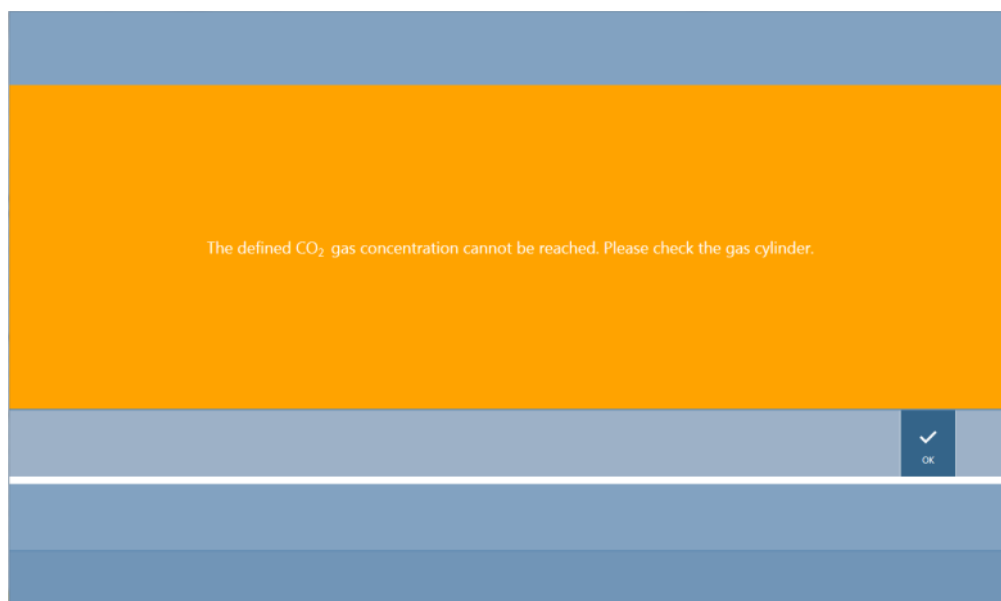 The defined CO₂ gas concentration cannot be reached. Please check the gas cylinder.
OK